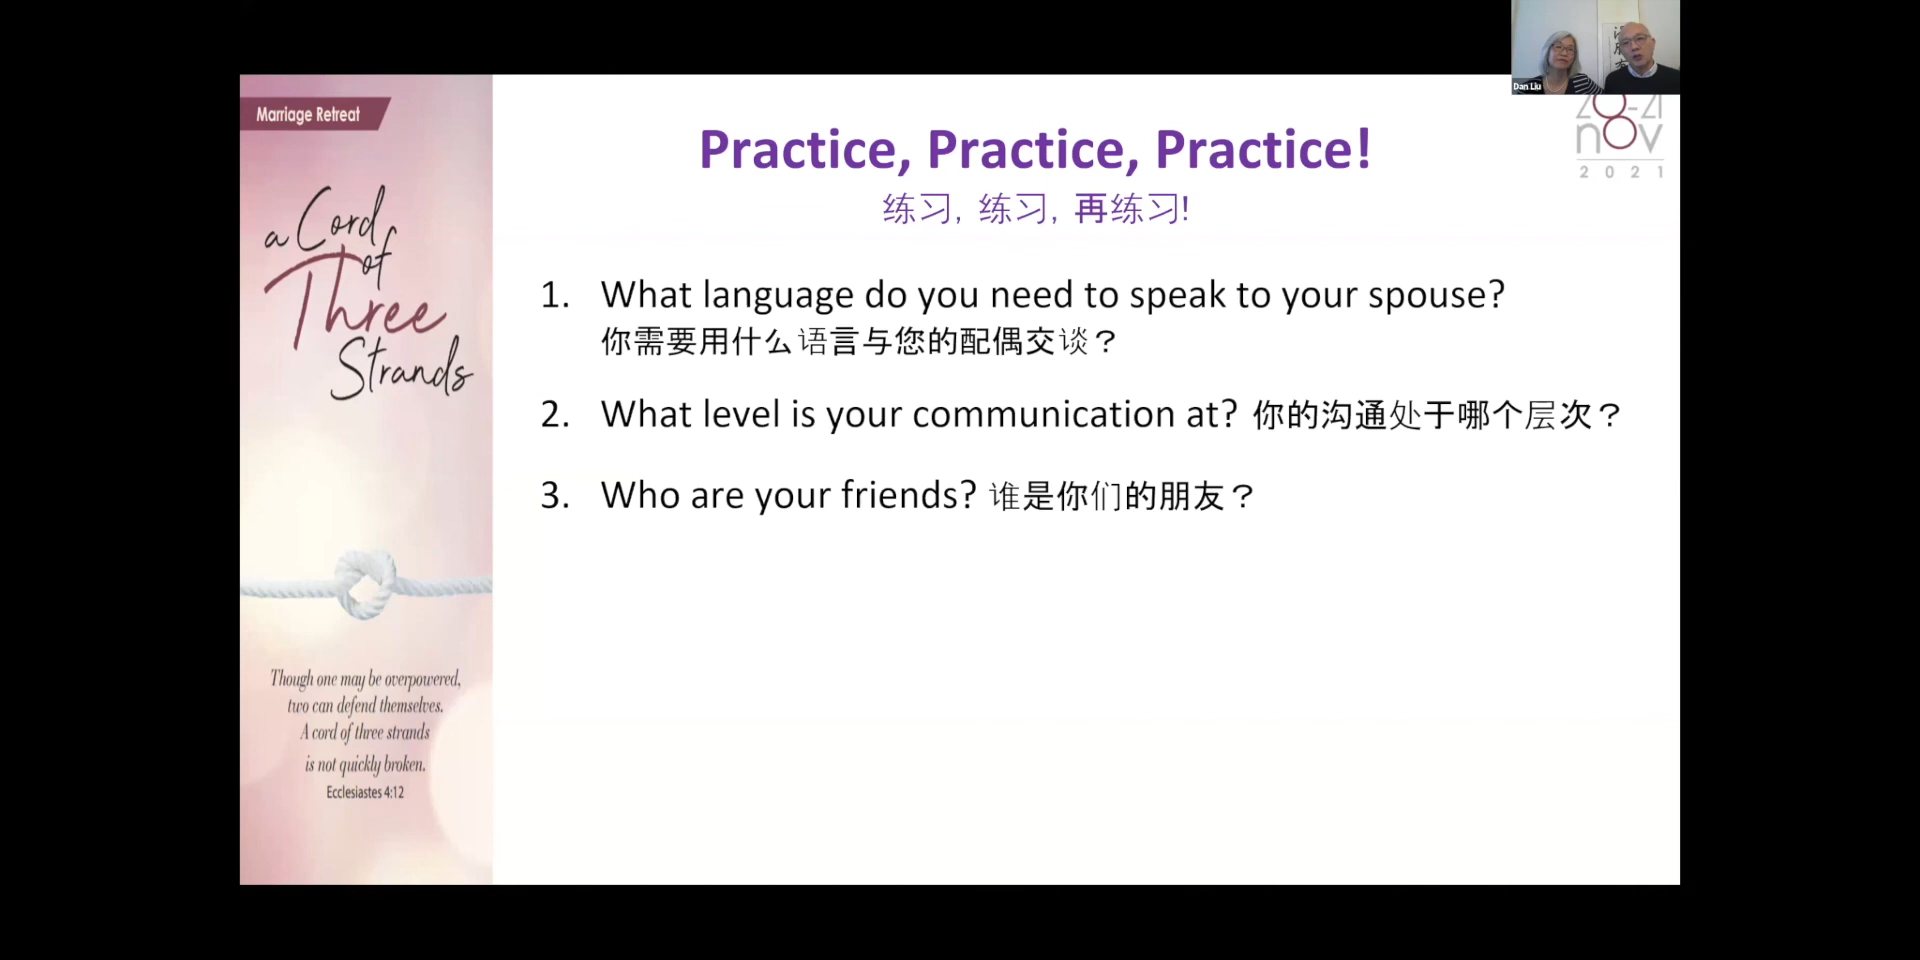 Marriage Retreat
a Cord
of
Three
Strands
Though one may be overpowered,
two can defend themselves.
A cord of three strands
is not quickly broken.
Ecclesiastes 4:12
Practice, Practice, Practice!
练习, 练习, 再练习!
1. What language do you need to speak to your spouse?
你需要用什么语言与您的配偶交谈？
2. What level is your communication at? 你的沟通处于哪个层次？
3. Who are your friends? 谁是你们的朋友？
Dan Liu
20-21
nov
2021